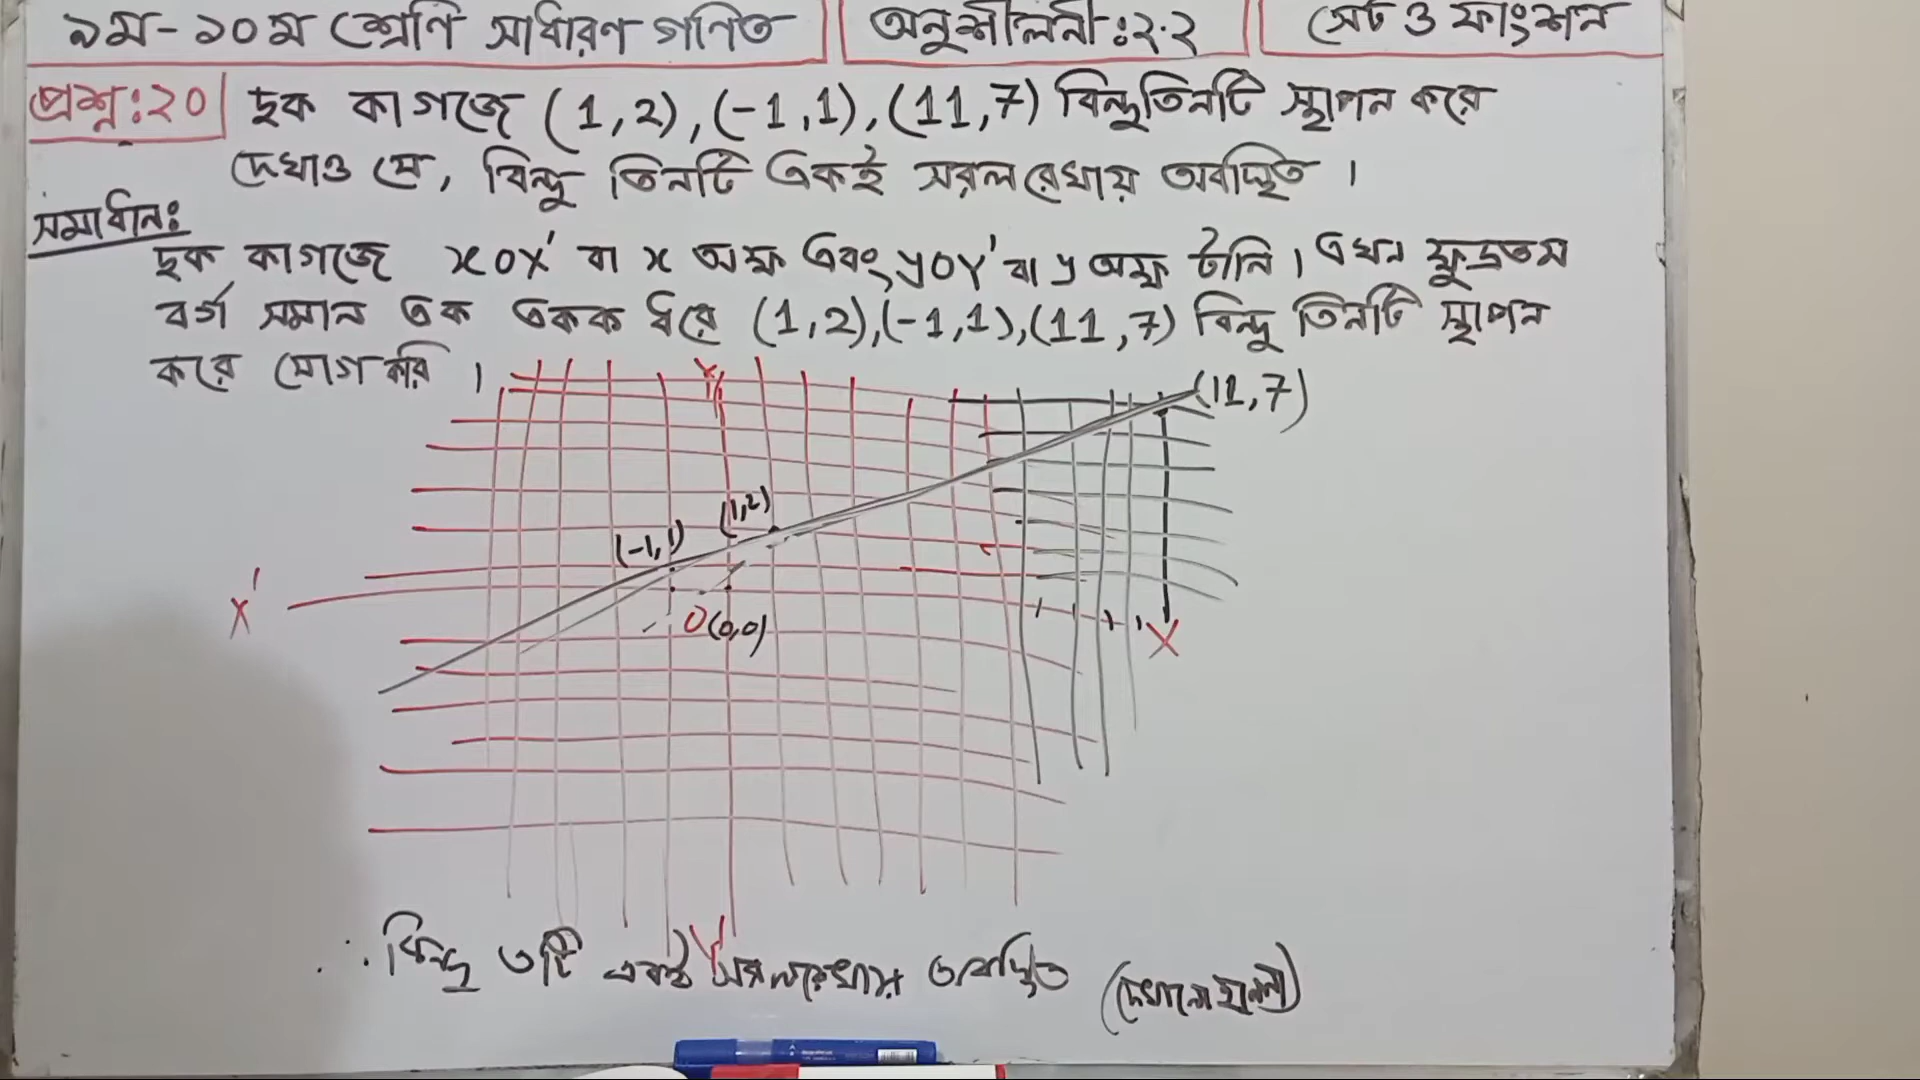 ৯ম-১০ম শ্রেণি সাধারণ গণিত
অনুশীলনী:২.২
সেট ও ফাংশন
প্রশ্ন:২০
ছক কাগজে (1,2),(-1,1),(11,7) বিন্দুতিনটি স্থাপন করে
দেখাও যে, বিন্দু তিনটি একই সরলরেখায় অবস্থিত।
সমাধানঃ
ছক কাগজে XOX' বা x অক্ষ এবং yOY' বা y অক্ষ টানি। এখন ক্ষুদ্রতম
বর্গ সমান এক একক ধরে (1,2),(-1,1),(11,7) বিন্দু তিনটি স্থাপন
করে যোগ করি।
Y
(11,7)
(1,2)
(-1,1)
X'
O(0,0)
X
Y'
∴ বিন্দু ৩টি একই সরলরেখায় অবস্থিত (দেখানো হলো)